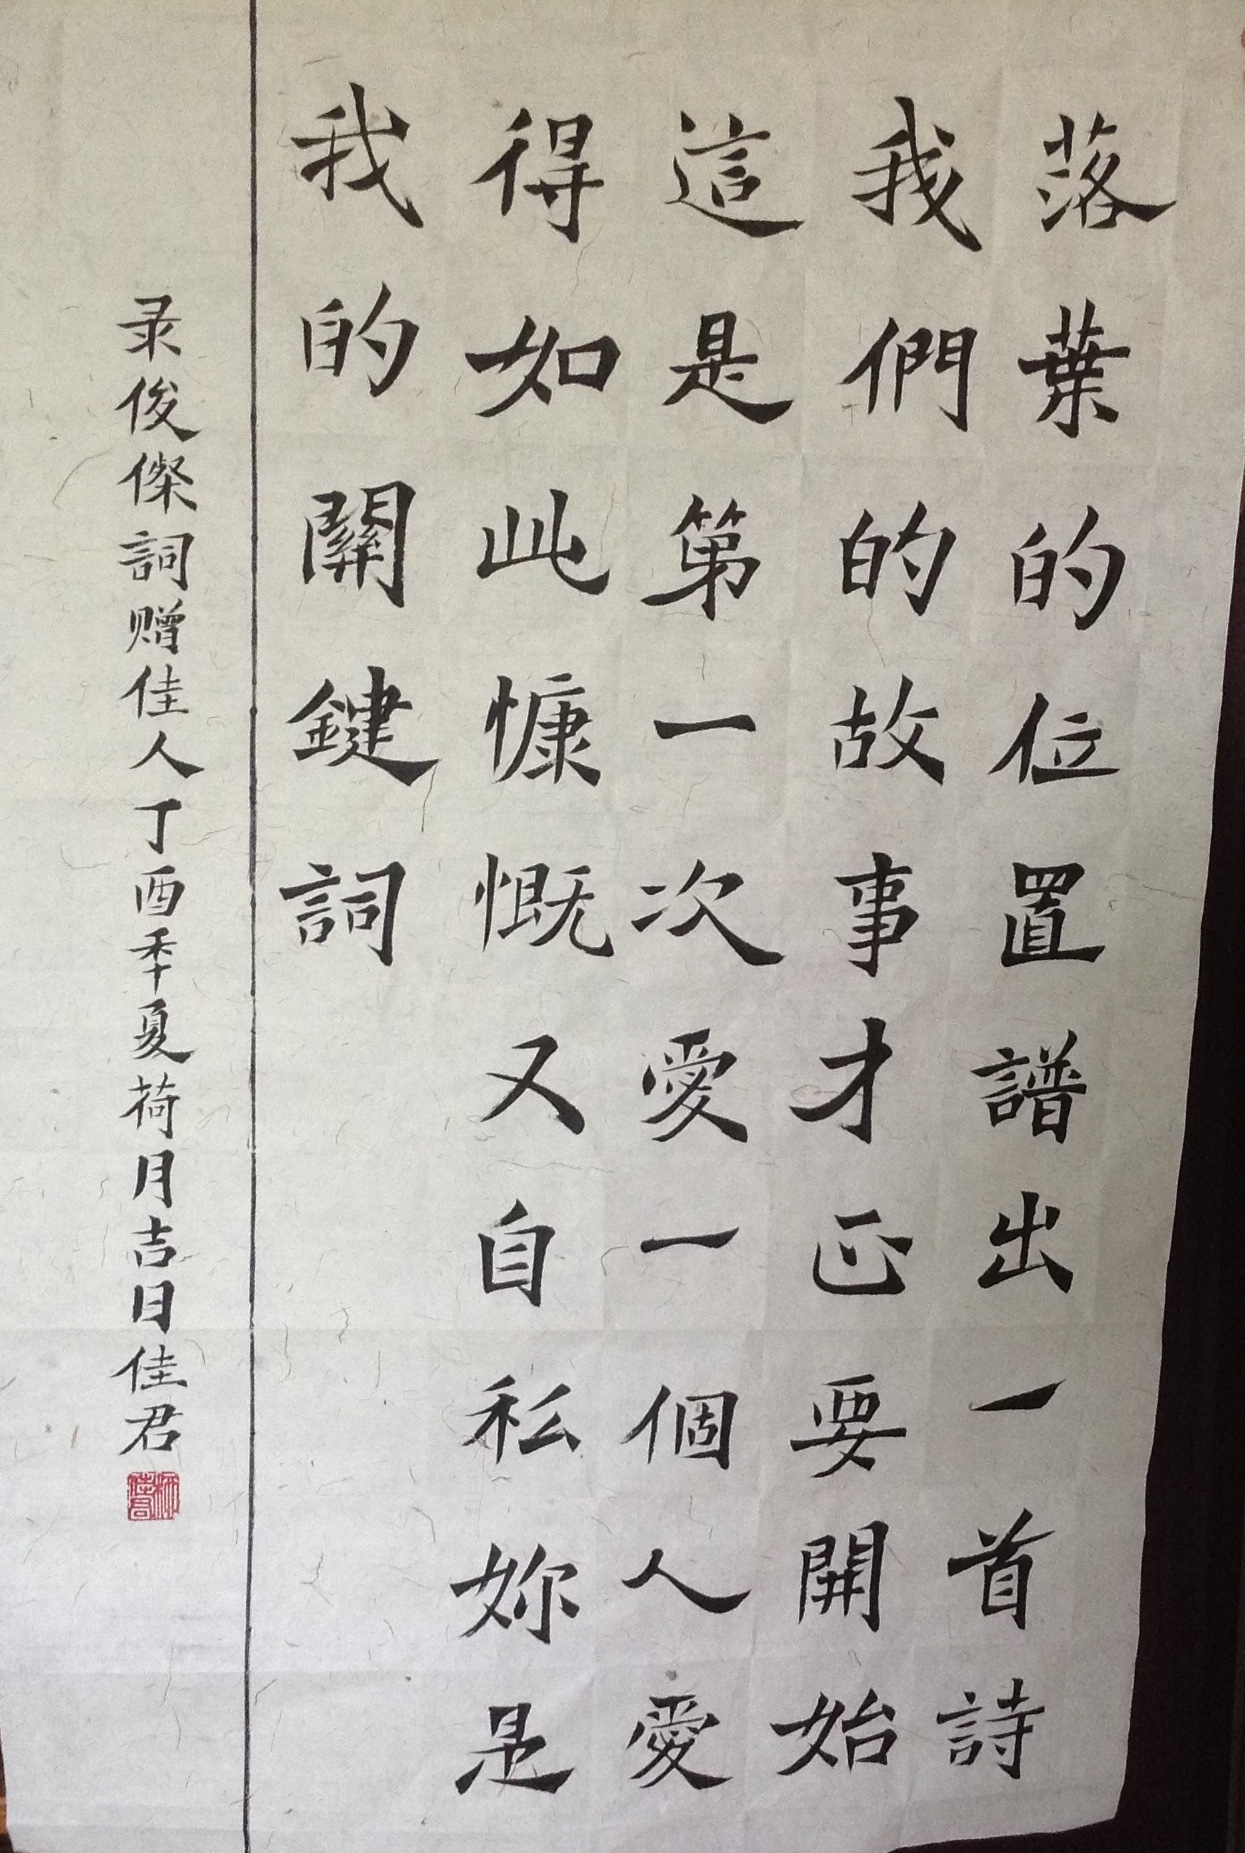 落葉的位置譜出一首詩
我們的故事才正要開始
這是第一次愛一個人愛
得如此慷慨又自私妳是
我的關鍵詞
录俊傑詞赠佳人丁酉季夏荷月吉日佳君